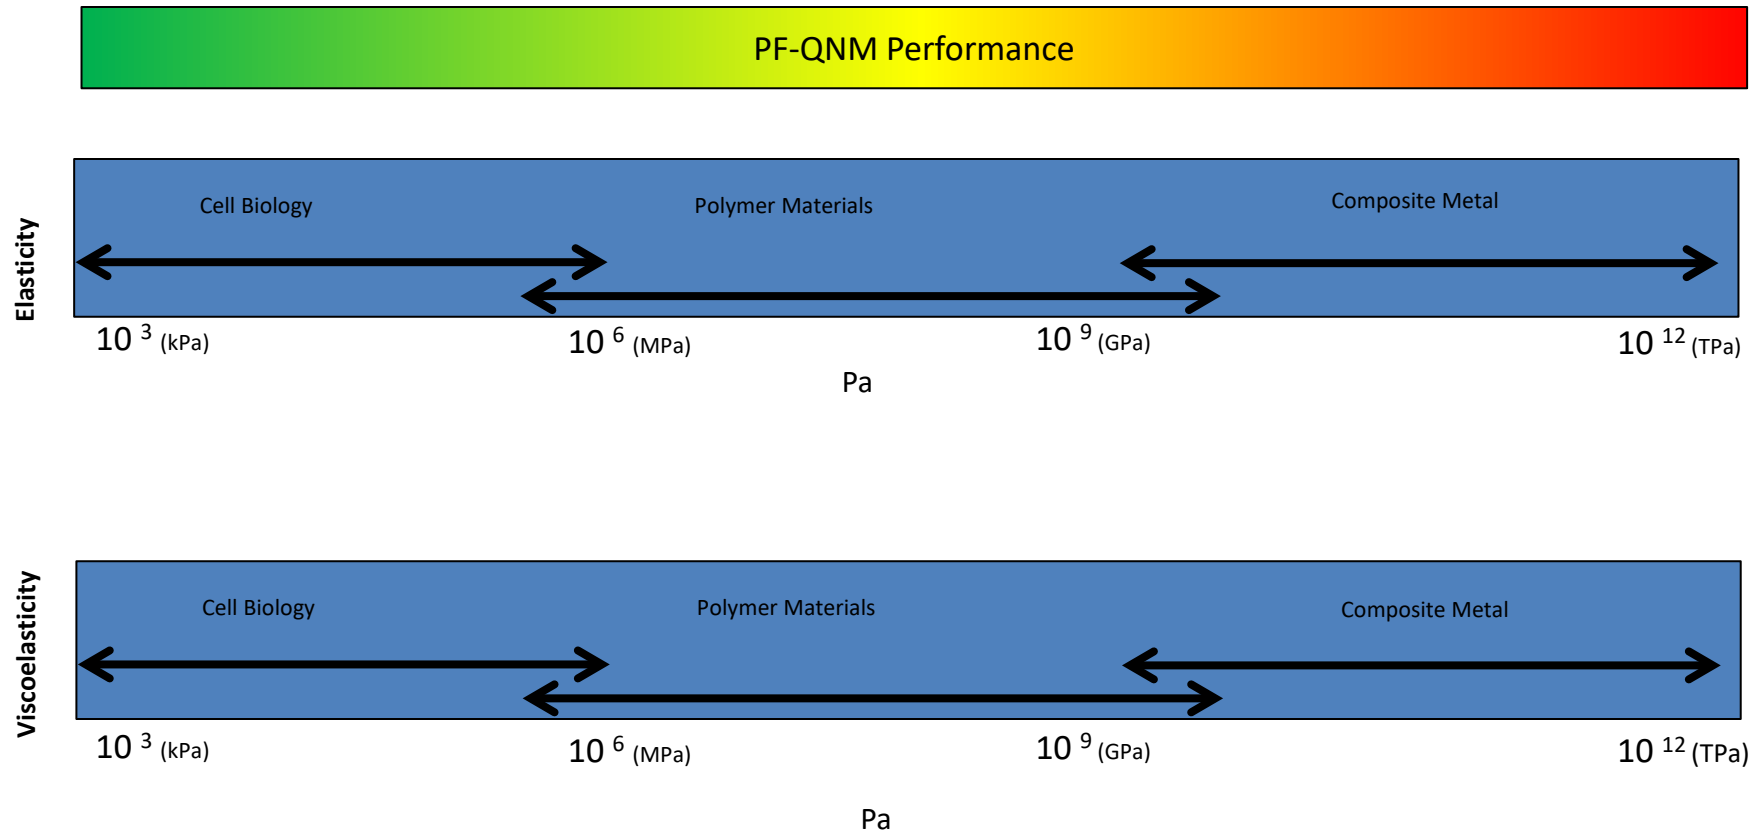 PF-QNM Performance
Elasticity
Cell Biology
Polymer Materials
Composite Metal
10 3 (kPa)
10 6 (MPa)
10 9 (GPa)
10 12 (TPa)
Pa
Viscoelasticity
Cell Biology
Polymer Materials
Composite Metal
10 3 (kPa)
10 6 (MPa)
10 9 (GPa)
10 12 (TPa)
Pa